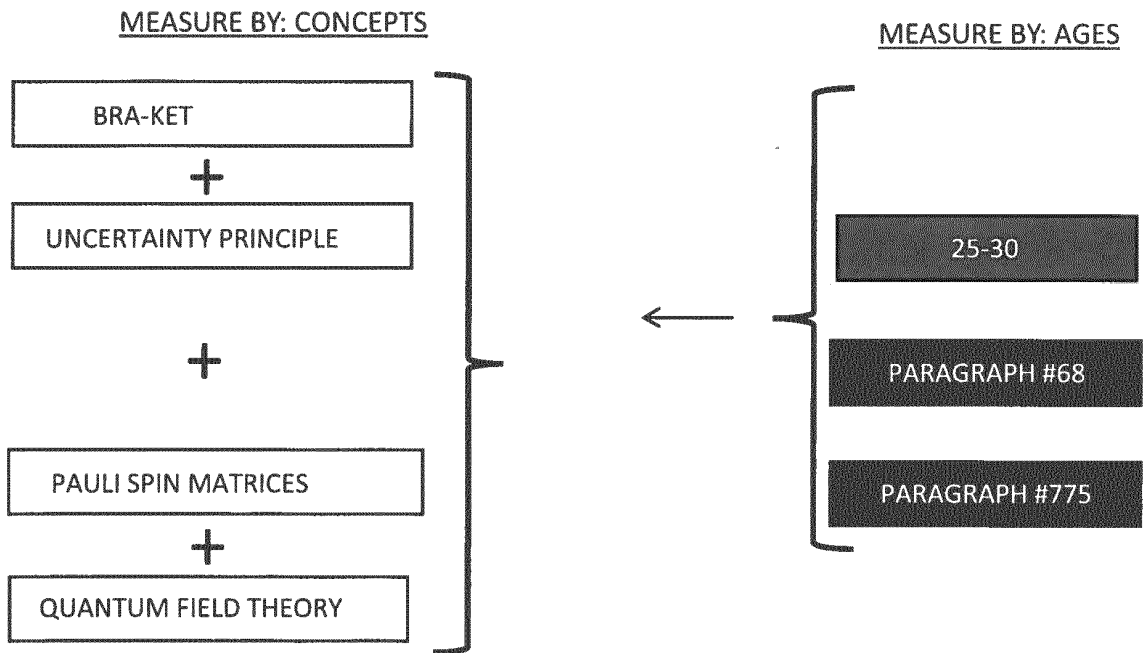 MEASURE BY: CONCEPTS
BRA-KET
+
UNCERTAINTY PRINCIPLE
+
PAULI SPIN MATRICES
+
QUANTUM FIELD THEORY
MEASURE BY: AGES
25-30
PARAGRAPH #68
PARAGRAPH #775